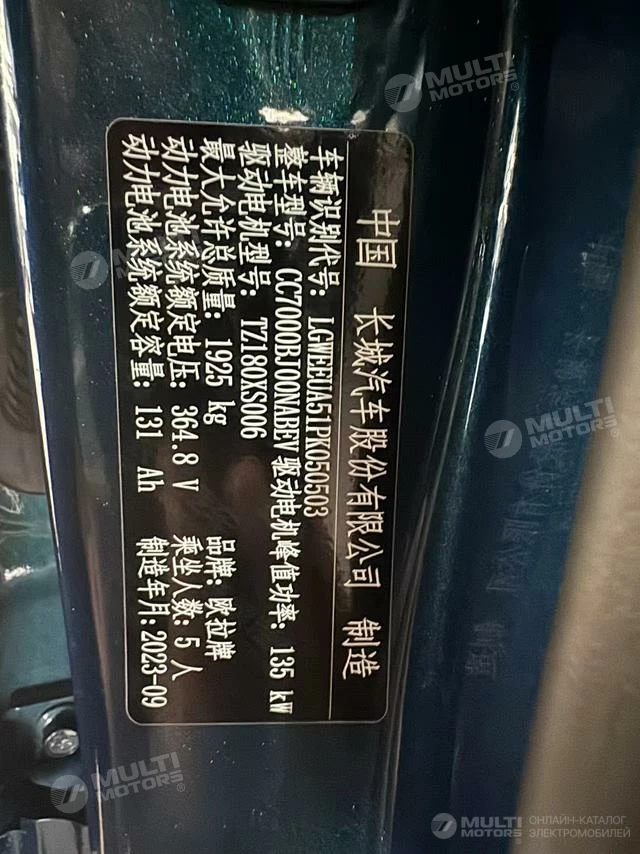 中国 长城汽车股份有限公司 制造
车辆识别代号: LGWEEUA51PK050503
整车型号: CC7000BJ00NABEV 驱动电机峰值功率: 135 kW
驱动电机型号: TZ180XS006
最大允许总质量: 1925 kg 品牌: 欧拉牌
动力电池系统额定电压: 364.8 V 乘坐人数: 5 人
动力电池系统额定容量: 131 Ah 制造年月: 2023-09
MULTI MOTORS
MULTI MOTORS
MULTI MOTORS
MULTI MOTORS
MULTI MOTORS
MULTI MOTORS ОНЛАЙН-КАТАЛОГ ЭЛЕКТРОМОБИЛЕЙ